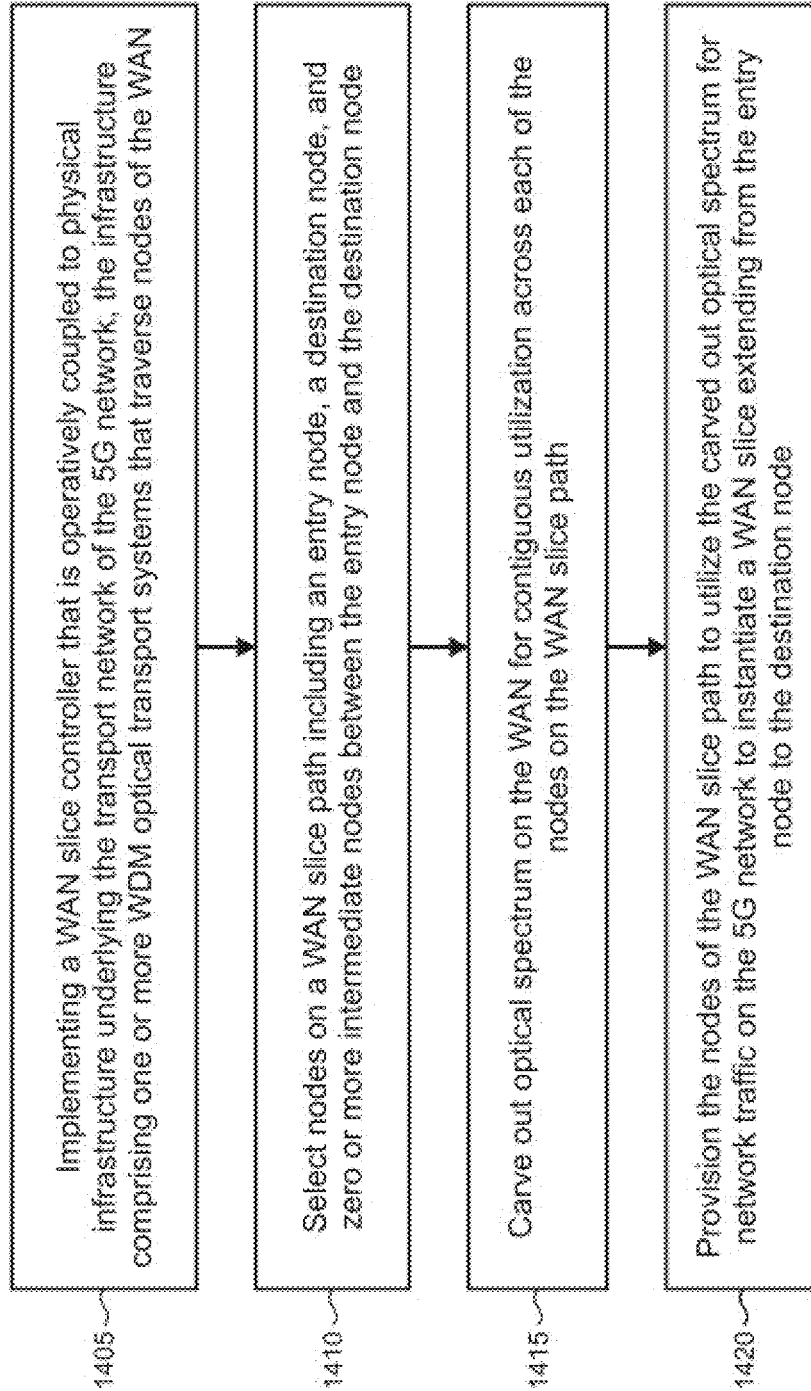 1405
Implementing a WAN slice controller that is operatively coupled to physical
infrastructure underlying the transport network of the 5G network, the infrastructure
comprising one or more WDM optical transport systems that traverse nodes of the WAN
1410
Select nodes on a WAN slice path including an entry node, a destination node, and
zero or more intermediate nodes between the entry node and the destination node
1415
Carve out optical spectrum on the WAN for contiguous utilization across each of the
nodes on the WAN slice path
1420
Provision the nodes of the WAN slice path to utilize the carved out optical spectrum for
network traffic on the 5G network to instantiate a WAN slice extending from the entry
node to the destination node